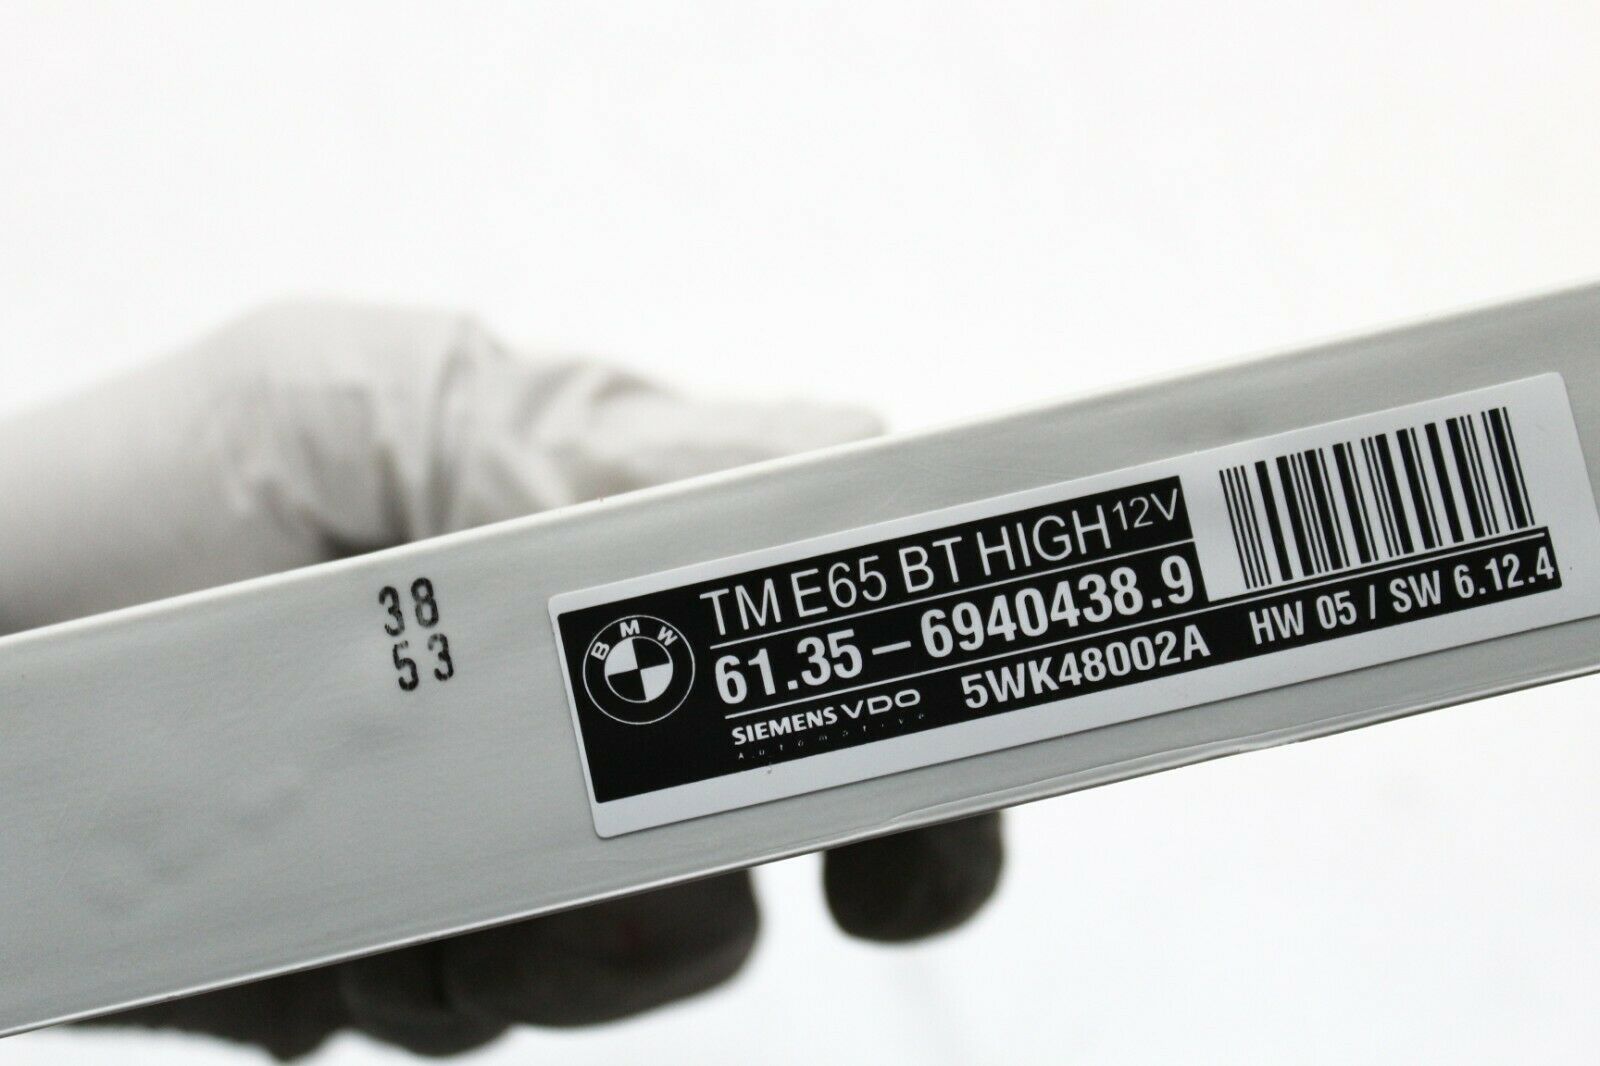 38
53
BMW
TM E65 BT HIGH 12V
61.35-6940438.9
SIEMENS VDO
Automotive
5WK48002A
HW 05 / SW 6.12.4